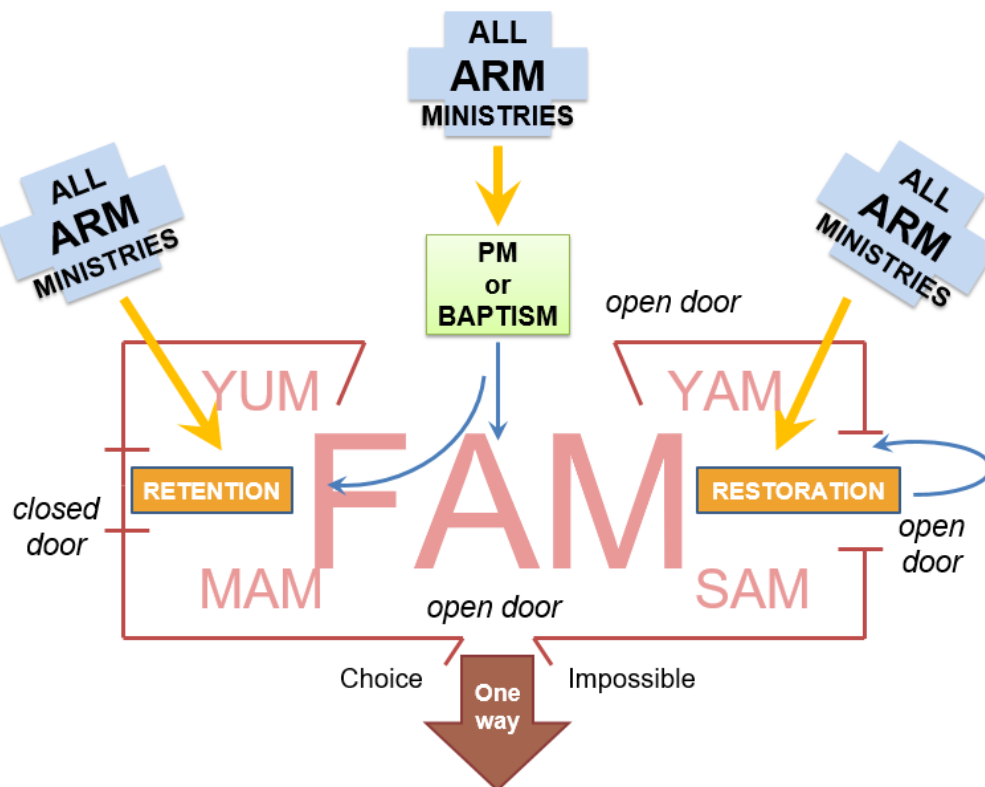 ALL
ARM
MINISTRIES
ALL
ARM
MINISTRIES
ALL
ARM
MINISTRIES
PM
or
BAPTISM
open door
YUM
YAM
FAM
RETENTION
RESTORATION
closed
door
open
door
MAM
SAM
open door
Choice
Impossible
One
way